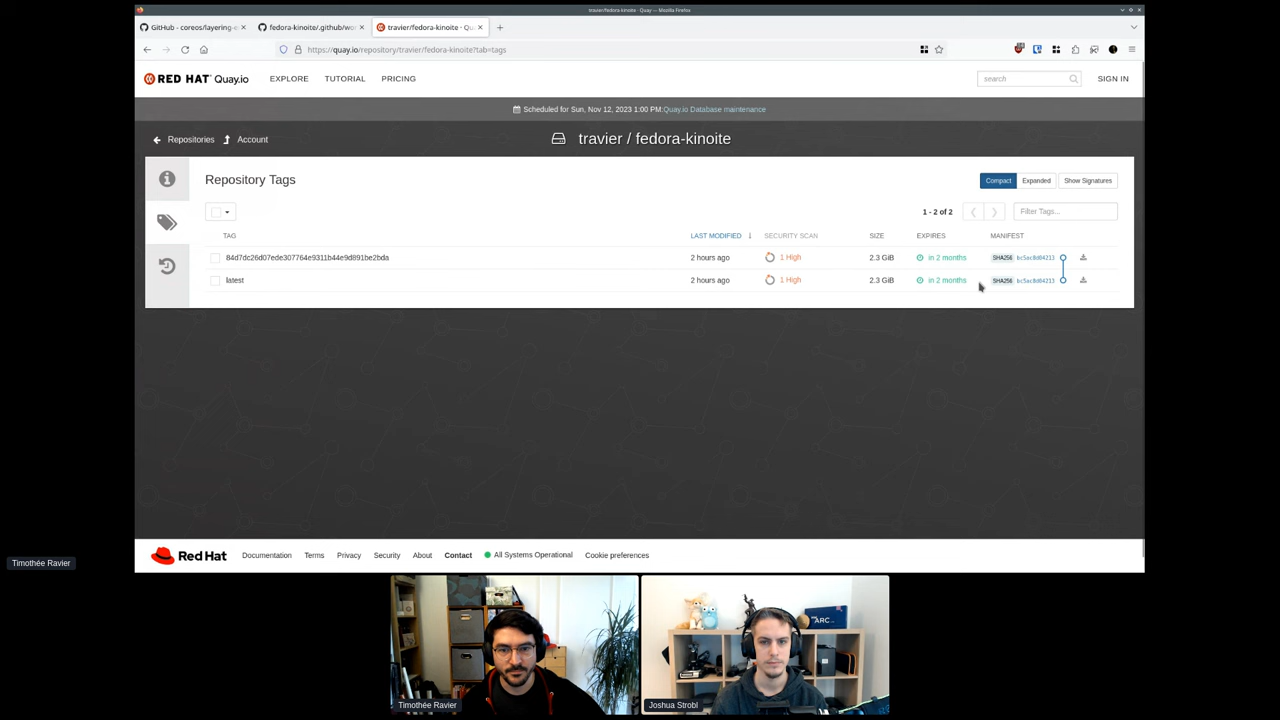 travier/fedora-kinoite · Quay — Mozilla Firefox
GitHub - coreos/layering-e
fedora-kinoite/.github/wor
travier/fedora-kinoite · Qu
https://quay.io/repository/travier/fedora-kinoite?tab=tags
RED HAT Quay.io EXPLORE TUTORIAL PRICING search SIGN IN
Scheduled for Sun, Nov 12, 2023 1:00 PM:Quay.io Database maintenance
Repositories Account travier / fedora-kinoite
Repository Tags Compact Expanded Show Signatures
1 - 2 of 2 Filter Tags...
TAG LAST MODIFIED ↓ SECURITY SCAN SIZE EXPIRES MANIFEST
84d7dc26d07ede307764e9311b44e9d891be2bda 2 hours ago 1 High 2.3 GiB in 2 months SHA256 bc5ac8d04213
latest 2 hours ago 1 High 2.3 GiB in 2 months SHA256 bc5ac8d04213
Red Hat Documentation Terms Privacy Security About Contact All Systems Operational Cookie preferences
Timothée Ravier
ARC
Timothée Ravier Joshua Strobl